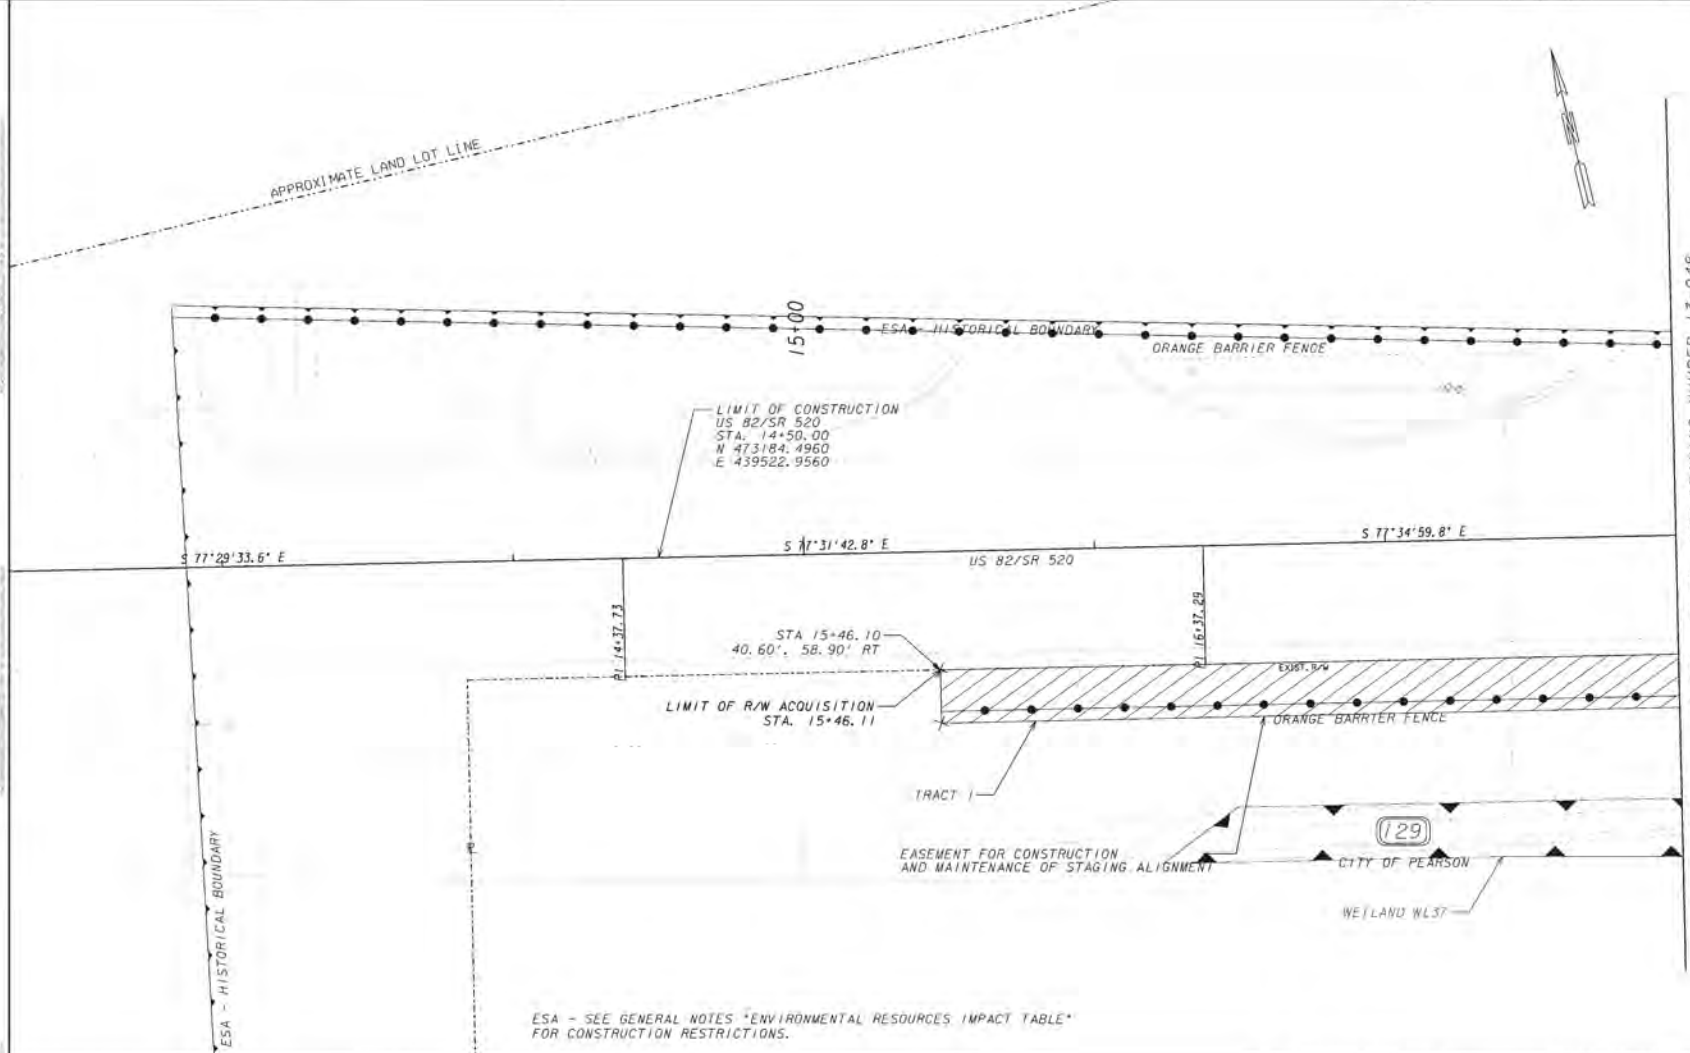 APPROXIMATE LAND LOT LINE
N
15+00
ESA - HISTORICAL BOUNDARY
ORANGE BARRIER FENCE
LIMIT OF CONSTRUCTION
US 82/SR 520
STA. 14+50.00
N 473184.4960
E 439522.9560
S 77°29'33.6" E
S 77°31'42.8" E
S 77°34'59.8" E
US 82/SR 520
PI 14+37.73
PI 16+37.29
STA 15+46.10
40.60', 58.90' RT
EXIST. R/W
LIMIT OF R/W ACQUISITION
STA. 15+46.11
ORANGE BARRIER FENCE
TRACT 1
129
EASEMENT FOR CONSTRUCTION
AND MAINTENANCE OF STAGING ALIGNMENT
CITY OF PEARSON
WETLAND WL37
ESA - HISTORICAL BOUNDARY
ESA - SEE GENERAL NOTES "ENVIRONMENTAL RESOURCES IMPACT TABLE"
FOR CONSTRUCTION RESTRICTIONS.